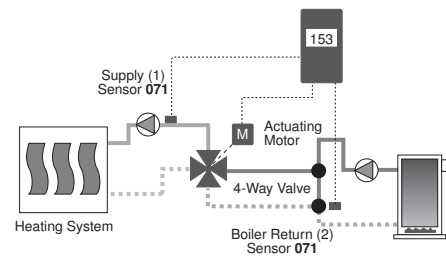 153
Supply (1)
Sensor 071
M
Actuating
Motor
4-Way Valve
Heating System
Boiler Return (2)
Sensor 071